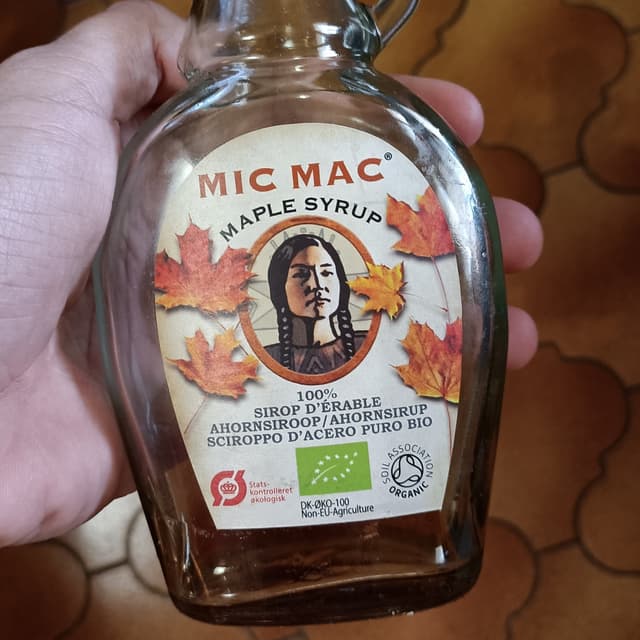 MIC MAC®
MAPLE SYRUP
100%
SIROP D'ÉRABLE
AHORNSIROOP/AHORNSIRUP
SCIROPPO D'ACERO PURO BIO
Ø
Stats-
kontrolleret
økologisk
DK-ØKO-100
Non-EU-Agriculture
SOIL ASSOCIATION
ORGANIC